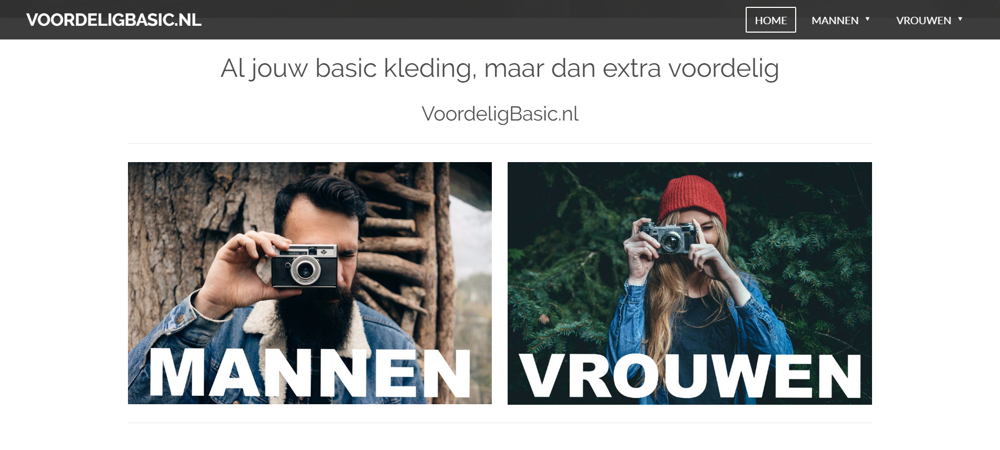 VOORDELIGBASIC.NL
HOME MANNEN VROUWEN
Al jouw basic kleding, maar dan extra voordelig
VoordeligBasic.nl
MANNEN
VROUWEN